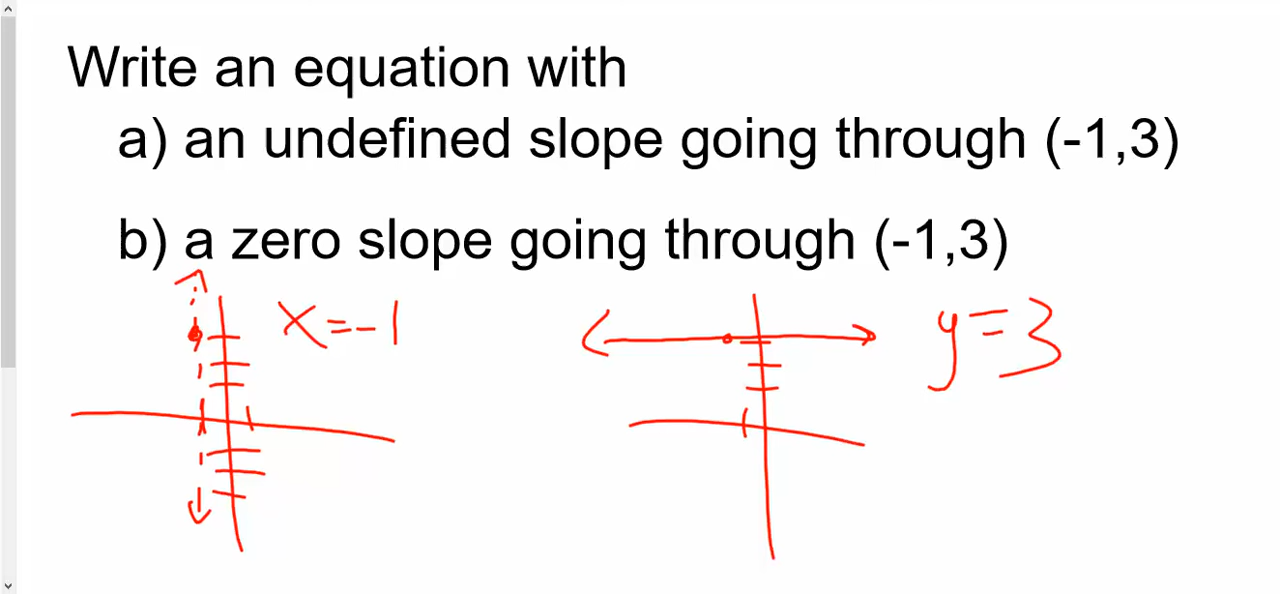 Write an equation with
a) an undefined slope going through (-1,3)
b) a zero slope going through (-1,3)
x=-1
y=3